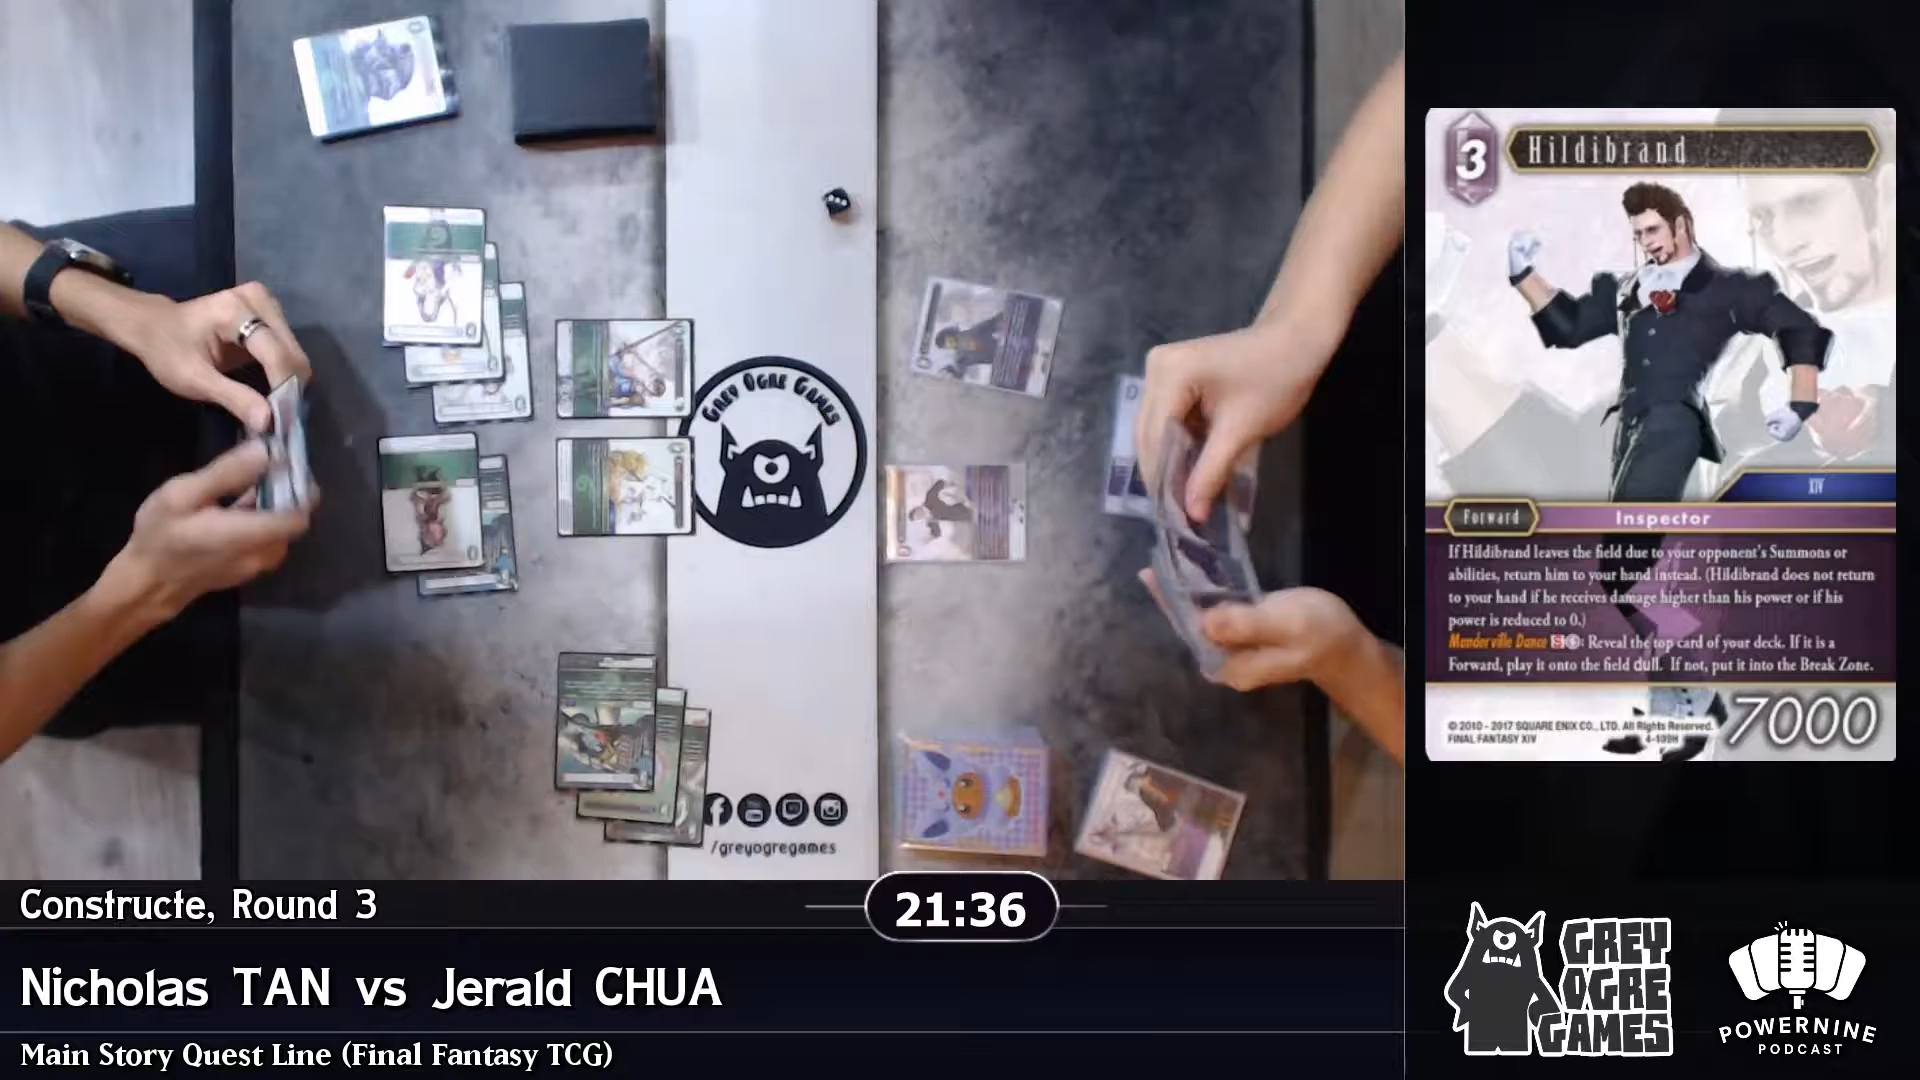 GREY OGRE GAMES
/greyogregames
3
Hildibrand
XIV
Forward
Inspector
If Hildibrand leaves the field due to your opponent's Summons or
abilities, return him to your hand instead. (Hildibrand does not return
to your hand if he receives damage higher than his power or if his
power is reduced to 0.)
Manderville Dance S : Reveal the top card of your deck. If it is a
Forward, play it onto the field dull. If not, put it into the Break Zone.
© 2010 - 2017 SQUARE ENIX CO., LTD. All Rights Reserved.
FINAL FANTASY XIV
4-109H
7000
Constructe, Round 3
21:36
Nicholas TAN vs Jerald CHUA
Main Story Quest Line (Final Fantasy TCG)
GREY
OGRE
GAMES
POWERNINE
PODCAST